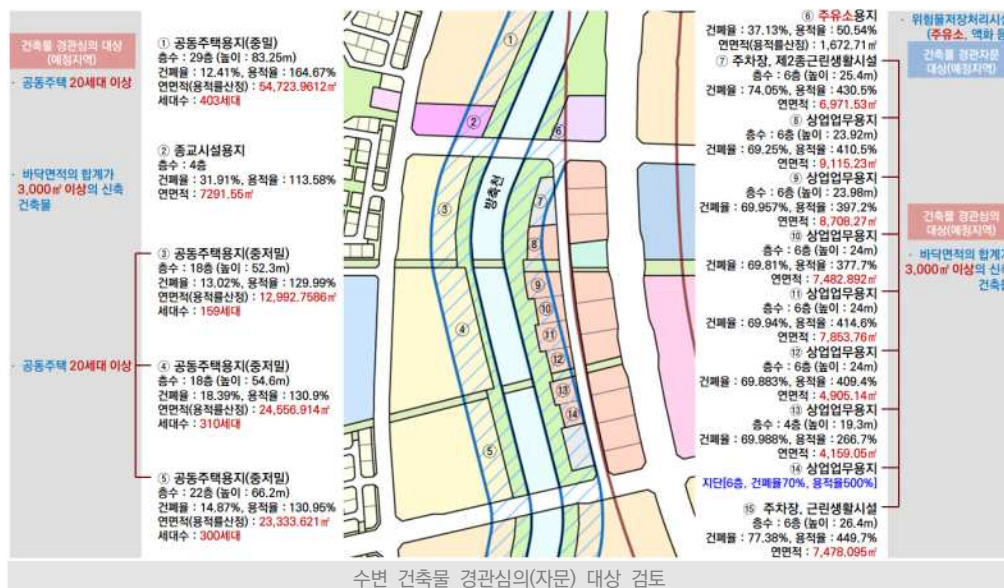 건축물 경관심의 대상
(예정지역)
· 공동주택 20세대 이상
· 바닥면적의 합계가
3,000㎡ 이상의 신축
건축물
· 공동주택 20세대 이상
① 공동주택용지(중밀)
층수 : 29층 (높이 : 83.25m)
건폐율 : 12.41%, 용적율 : 164.67%
연면적(용적률산정) : 54,723.9612㎡
세대수 : 403세대
② 종교시설용지
층수 : 4층
건폐율 : 31.91%, 용적율 : 113.58%
연면적 : 7291.55㎡
③ 공동주택용지(중저밀)
층수 : 18층 (높이 : 52.3m)
건폐율 : 13.02%, 용적율 : 129.99%
연면적(용적률산정) : 12,992.7586㎡
세대수 : 159세대
④ 공동주택용지(중저밀)
층수 : 18층 (높이 : 54.6m)
건폐율 : 18.39%, 용적율 : 130.9%
연면적(용적률산정) : 24,556.914㎡
세대수 : 310세대
⑤ 공동주택용지(중저밀)
층수 : 22층 (높이 : 66.2m)
건폐율 : 14.87%, 용적율 : 130.95%
연면적(용적률산정) : 23,333.621㎡
세대수 : 300세대
①
②
⑥
③
방축천
⑦
⑧
⑨
④
⑩
⑪
⑫
⑬
⑭
⑤
⑥ 주유소용지
건폐율 : 37.13%, 용적율 : 50.54%
연면적(용적률산정) : 1,672.71㎡
⑦ 주차장, 제2종근린생활시설
층수 : 6층 (높이 : 25.4m)
건폐율 : 74.05%, 용적율 : 430.5%
연면적 : 6,971.53㎡
⑧ 상업업무용지
층수 : 6층 (높이 : 23.92m)
건폐율 : 69.25%, 용적율 : 410.5%
연면적 : 9,115.23㎡
⑨ 상업업무용지
층수 : 6층 (높이 : 23.98m)
건폐율 : 69.957%, 용적율 : 397.2%
연면적 : 8,708.27㎡
⑩ 상업업무용지
층수 : 6층 (높이 : 24m)
건폐율 : 69.81%, 용적율 : 377.7%
연면적 : 7,482.892㎡
⑪ 상업업무용지
층수 : 6층 (높이 : 24m)
건폐율 : 69.94%, 용적율 : 414.6%
연면적 : 7,853.76㎡
⑫ 상업업무용지
층수 : 6층 (높이 : 24m)
건폐율 : 69.883%, 용적율 : 409.4%
연면적 : 4,905.14㎡
⑬ 상업업무용지
층수 : 4층 (높이 : 19.3m)
건폐율 : 69.988%, 용적율 : 266.7%
연면적 : 4,159.05㎡
⑭ 상업업무용지
지단[6층, 건폐율70%, 용적율500%]
⑮ 주차장, 근린생활시설
층수 : 6층 (높이 : 26.4m)
건폐율 : 77.38%, 용적율 : 449.7%
연면적 : 7,478.095㎡
· 위험물저장처리시설
(주유소, 액화 등
건축물 경관자문
대상(예정지역)
건축물 경관심의
대상(예정지역)
· 바닥면적의 합계가
3,000㎡ 이상의 신축
건축물
수변 건축물 경관심의(자문) 대상 검토